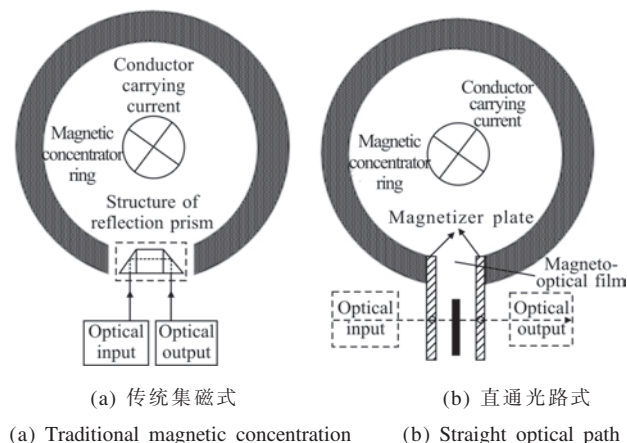 Conductor
carrying
current
Magnetic
concentrator
ring
Structure of
reflection prism
Optical
input
Optical
output
(a) 传统集磁式
(a) Traditional magnetic concentration
Conductor
carrying
current
Magnetic
concentrator
ring
Magnetizer plate
Magneto-
optical film
Optical
input
Optical
output
(b) 直通光路式
(b) Straight optical path